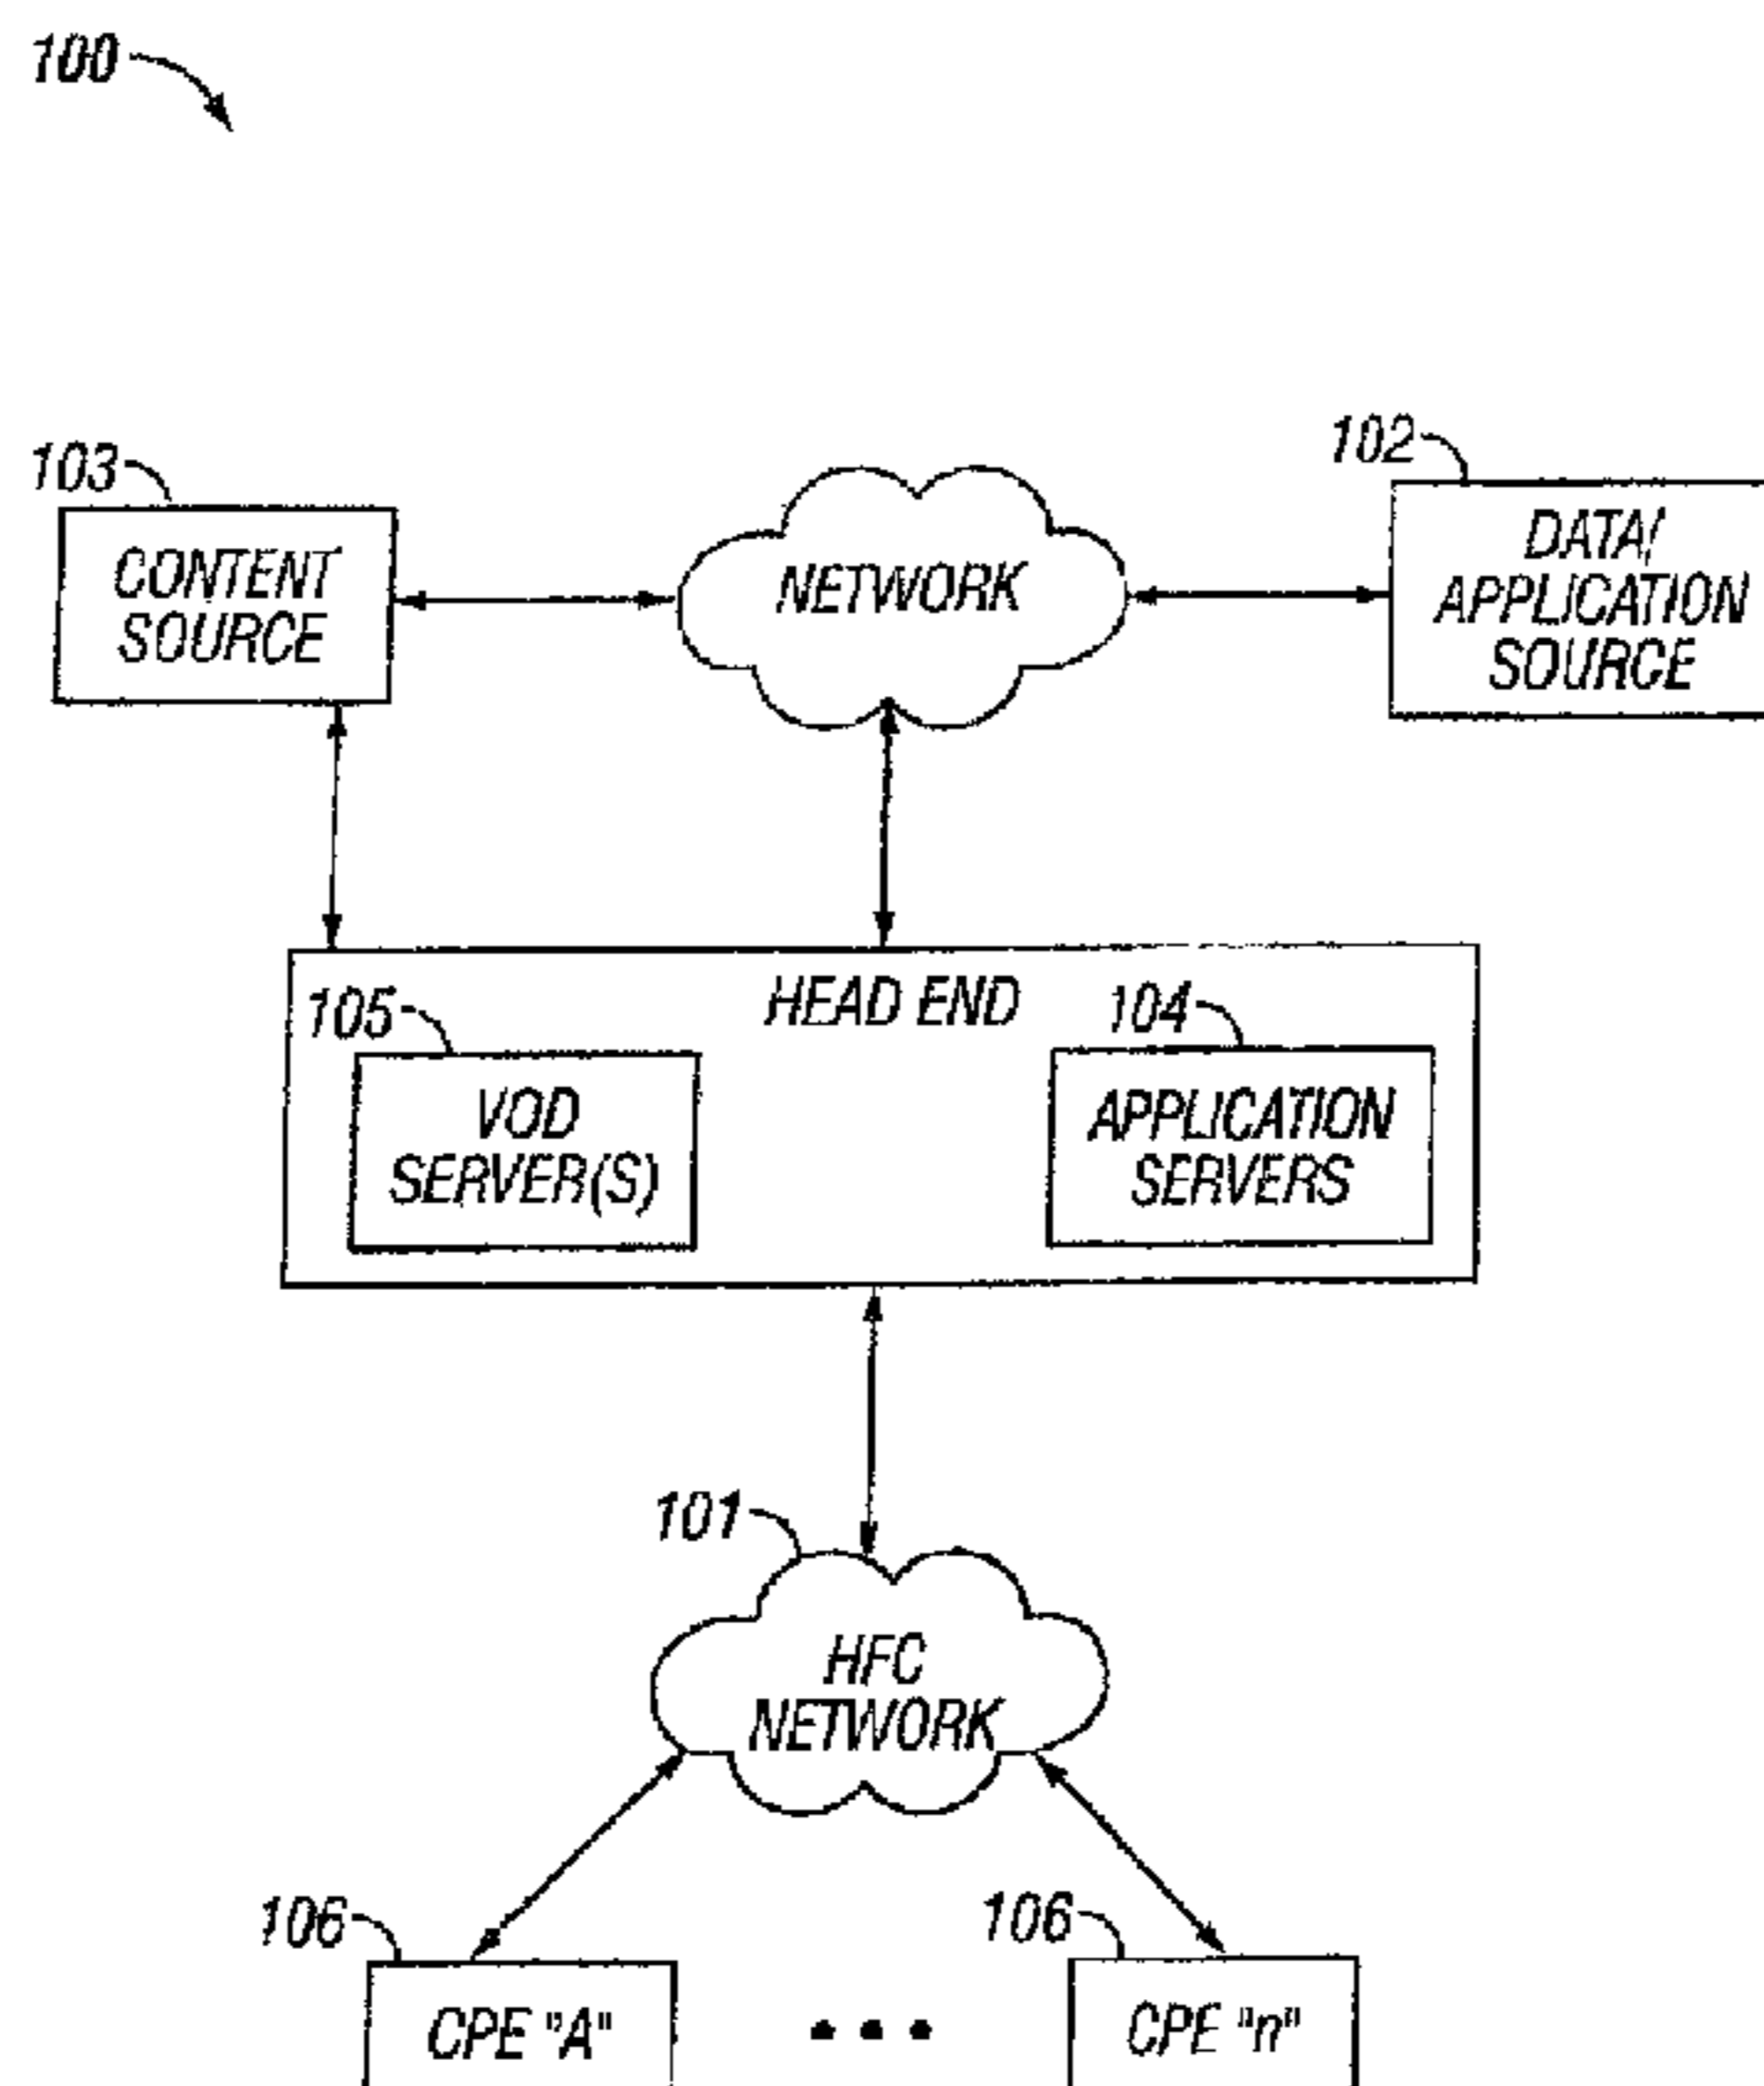 100
103
CONTENT
SOURCE
NETWORK
102
DATA/
APPLICATION
SOURCE
HEAD END
105
VOD
SERVER(S)
104
APPLICATION
SERVERS
101
HFC
NETWORK
106
CPE "A"
• • •
106
CPE "n"